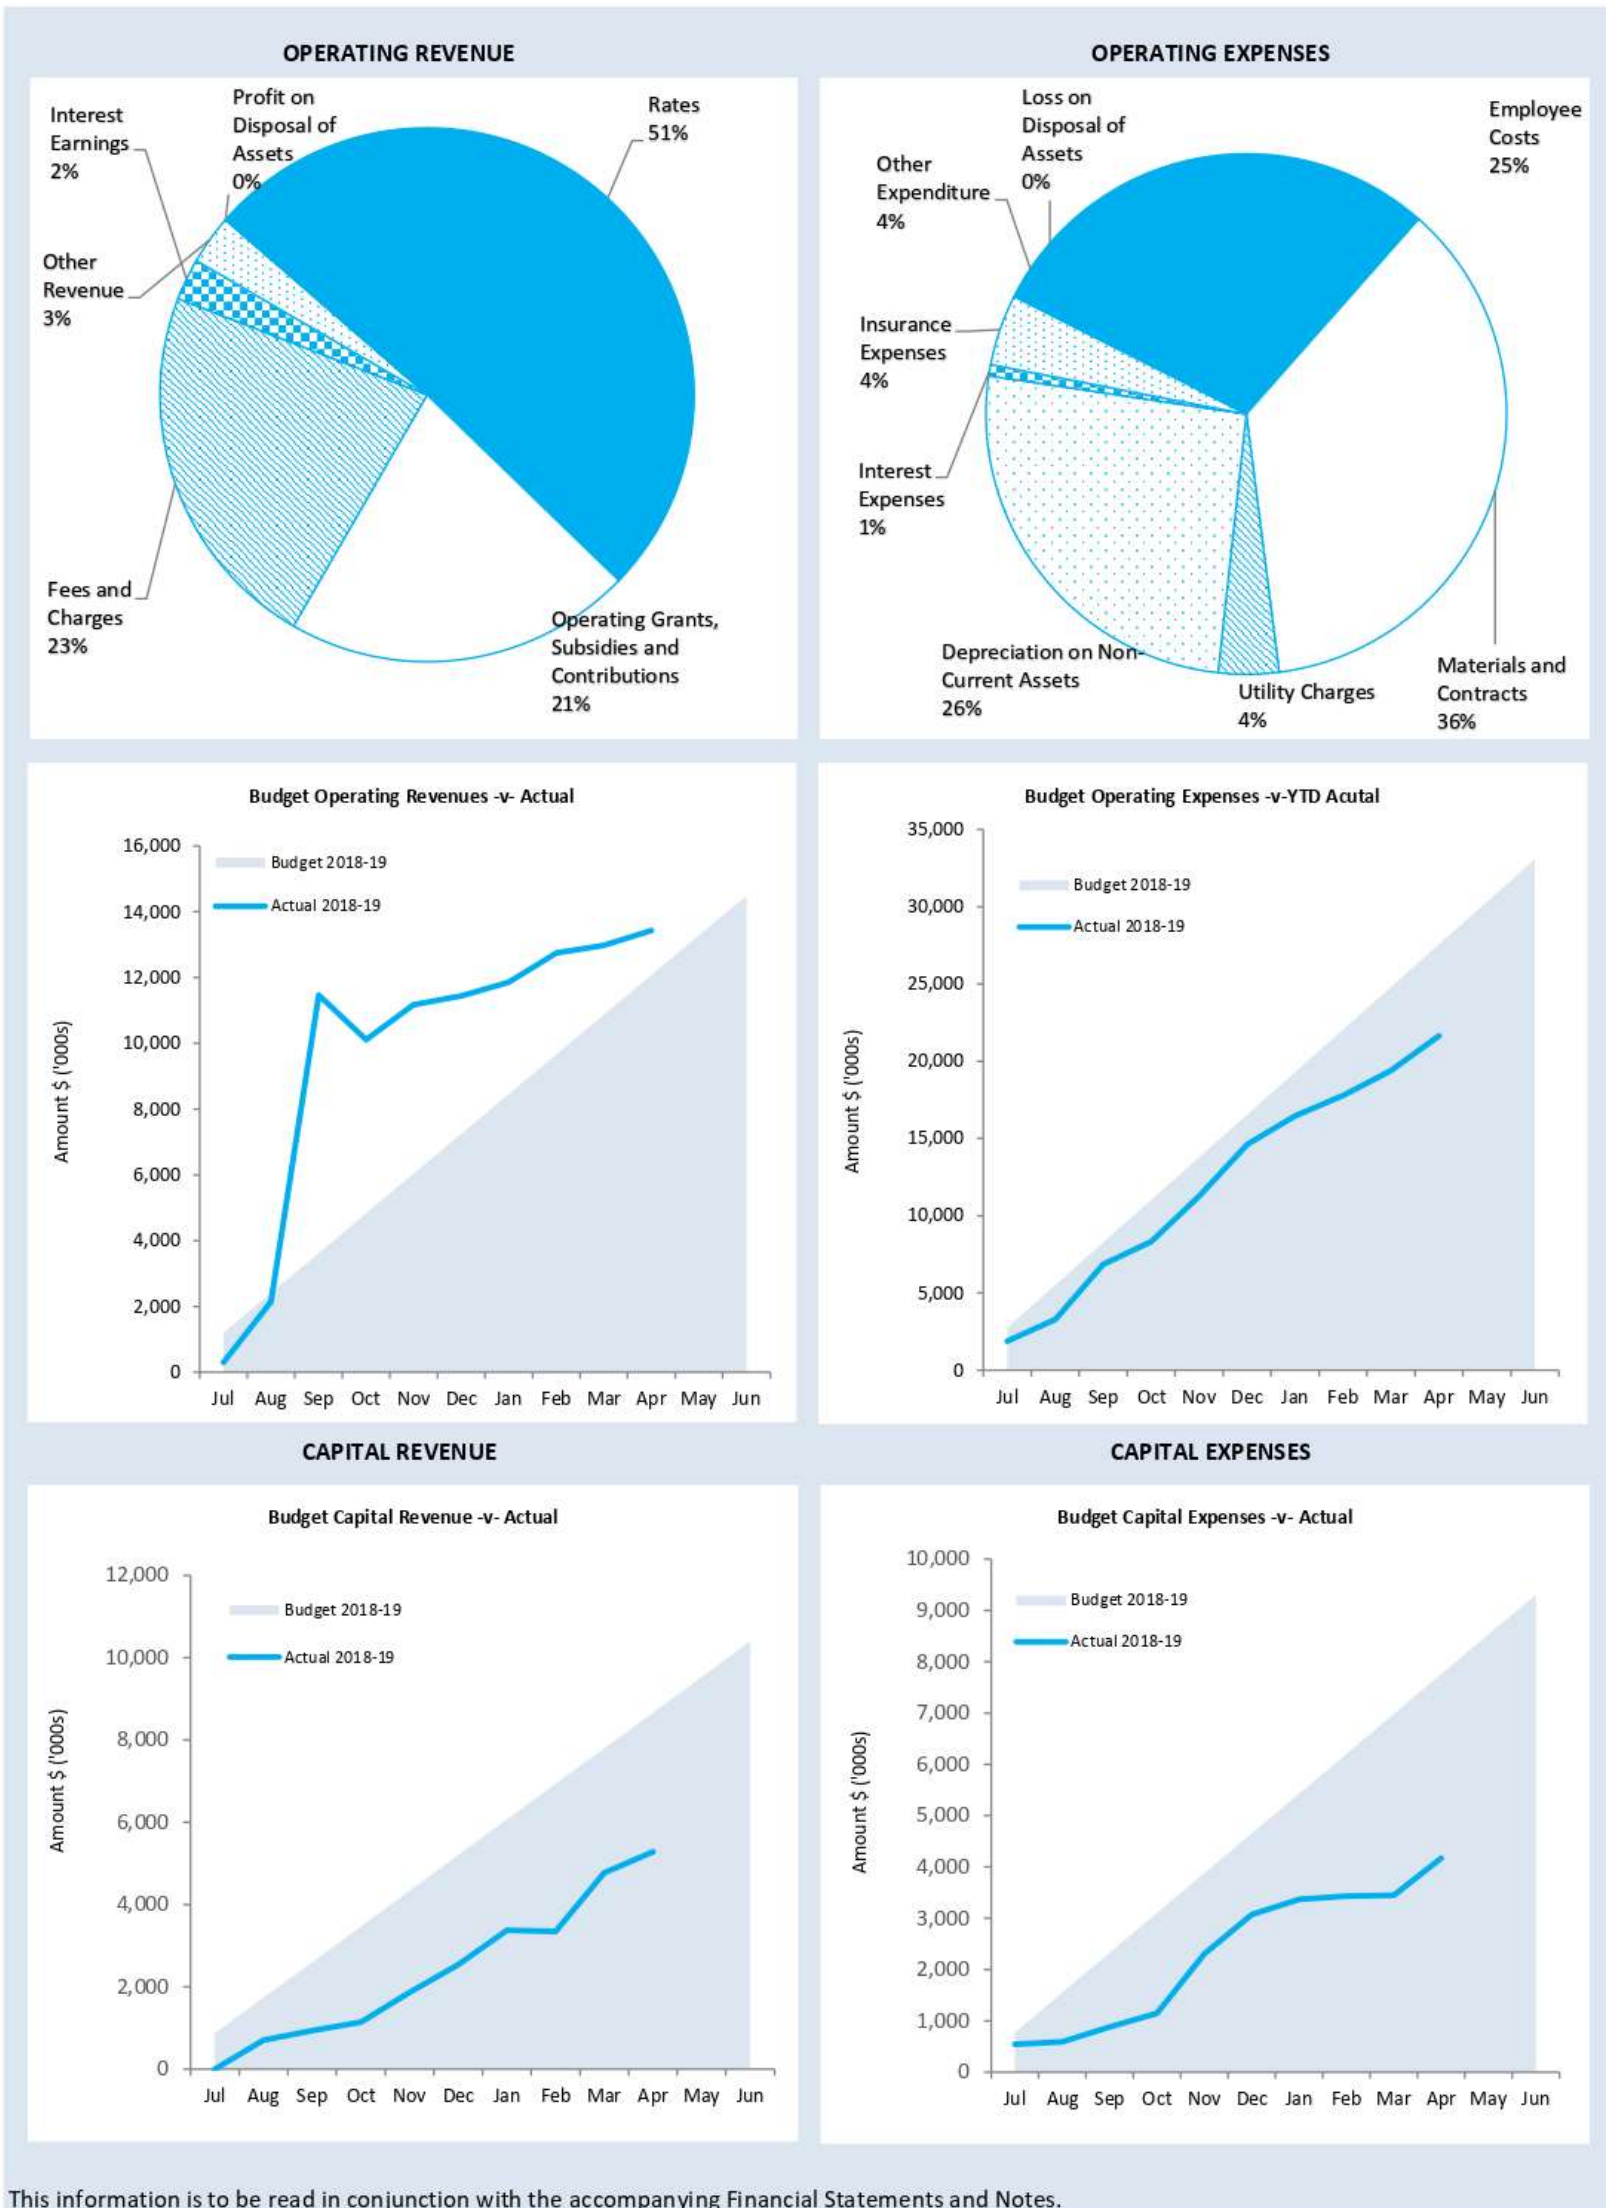 OPERATING REVENUE
Interest
Earnings
2%
Profit on
Disposal of
Assets
0%
Rates
51%
Other
Revenue
3%
Fees and
Charges
23%
Operating Grants,
Subsidies and
Contributions
21%
OPERATING EXPENSES
Loss on
Disposal of
Assets
0%
Employee
Costs
25%
Other
Expenditure
4%
Insurance
Expenses
4%
Interest
Expenses
1%
Depreciation on Non-
Current Assets
26%
Utility Charges
4%
Materials and
Contracts
36%
Budget Operating Revenues -v- Actual
Amount $ ('000s)
16,000
14,000
12,000
10,000
8,000
6,000
4,000
2,000
0
Budget 2018-19
Actual 2018-19
Jul Aug Sep Oct Nov Dec Jan Feb Mar Apr May Jun
Budget Operating Expenses -v-YTD Acutal
Amount $ ('000s)
35,000
30,000
25,000
20,000
15,000
10,000
5,000
0
Budget 2018-19
Actual 2018-19
Jul Aug Sep Oct Nov Dec Jan Feb Mar Apr May Jun
CAPITAL REVENUE
Budget Capital Revenue -v- Actual
Amount $ ('000s)
12,000
10,000
8,000
6,000
4,000
2,000
0
Budget 2018-19
Actual 2018-19
Jul Aug Sep Oct Nov Dec Jan Feb Mar Apr May Jun
CAPITAL EXPENSES
Budget Capital Expenses -v- Actual
Amount $ ('000s)
10,000
9,000
8,000
7,000
6,000
5,000
4,000
3,000
2,000
1,000
0
Budget 2018-19
Actual 2018-19
Jul Aug Sep Oct Nov Dec Jan Feb Mar Apr May Jun
This information is to be read in conjunction with the accompanying Financial Statements and Notes.